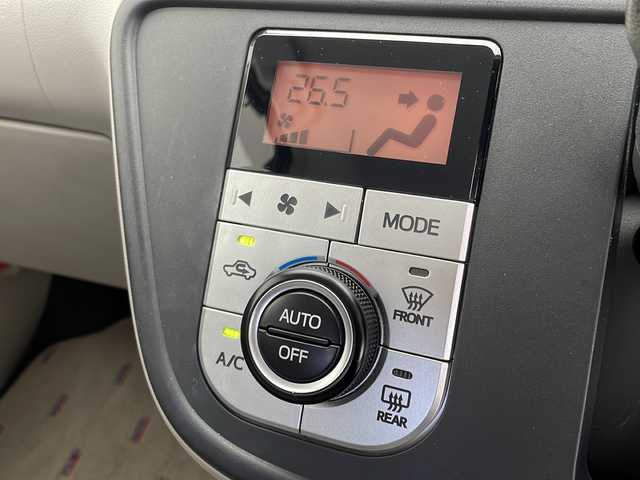 26.5
MODE
FRONT
AUTO
OFF
A/C
REAR